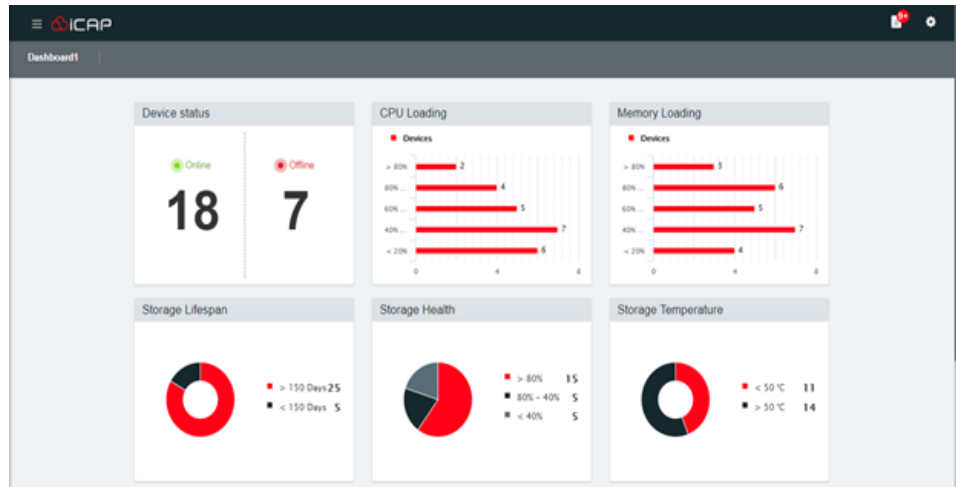 iCAP
9+
Dashboard1
Device status
Online
Offline
18
7
CPU Loading
Devices
> 80% 2
80% ... 4
60% ... 5
40% ... 7
< 20% 6
0 4 8
Memory Loading
Devices
> 80% 3
80% ... 6
60% ... 5
40% ... 7
< 20% 4
0 4 8
Storage Lifespan
> 150 Days 25
< 150 Days 5
Storage Health
> 80% 15
80% - 40% 5
< 40% 5
Storage Temperature
< 50 °C 11
> 50 °C 14